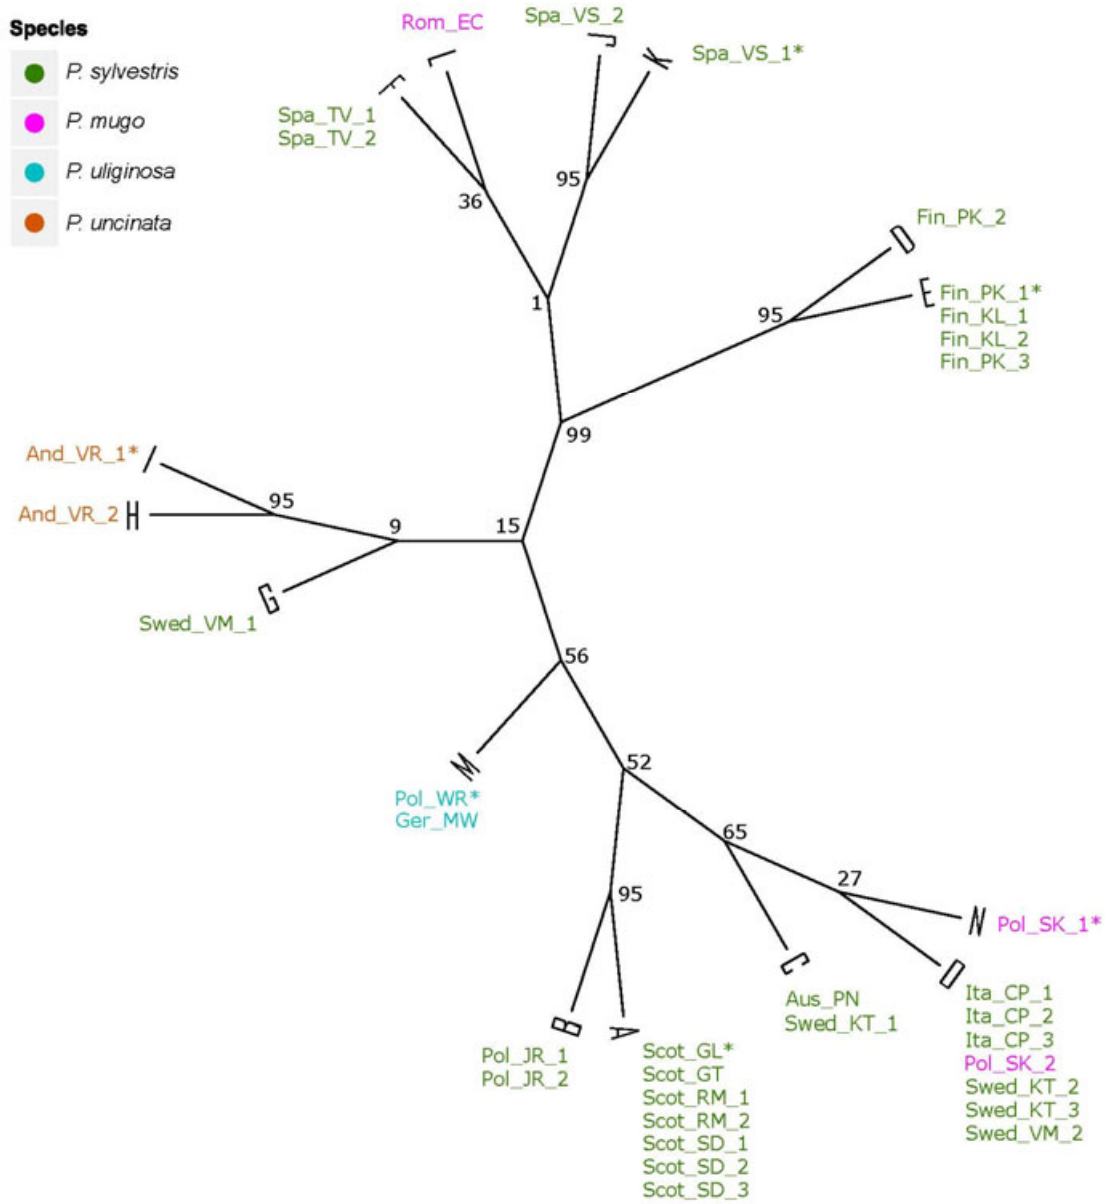 Species
P. sylvestris
P. mugo
P. uliginosa
P. uncinata
Rom_EC
L
Spa_VS_2
J
K
Spa_VS_1*
F
Spa_TV_1
Spa_TV_2
36
95
1
D
Fin_PK_2
95
E
Fin_PK_1*
Fin_KL_1
Fin_KL_2
Fin_PK_3
99
And_VR_1*
I
And_VR_2
H
95
9
15
G
Swed_VM_1
56
M
Pol_WR*
Ger_MW
52
65
27
95
N
Pol_SK_1*
C
Aus_PN
Swed_KT_1
O
Ita_CP_1
Ita_CP_2
Ita_CP_3
Pol_SK_2
Swed_KT_2
Swed_KT_3
Swed_VM_2
B
Pol_JR_1
Pol_JR_2
A
Scot_GL*
Scot_GT
Scot_RM_1
Scot_RM_2
Scot_SD_1
Scot_SD_2
Scot_SD_3